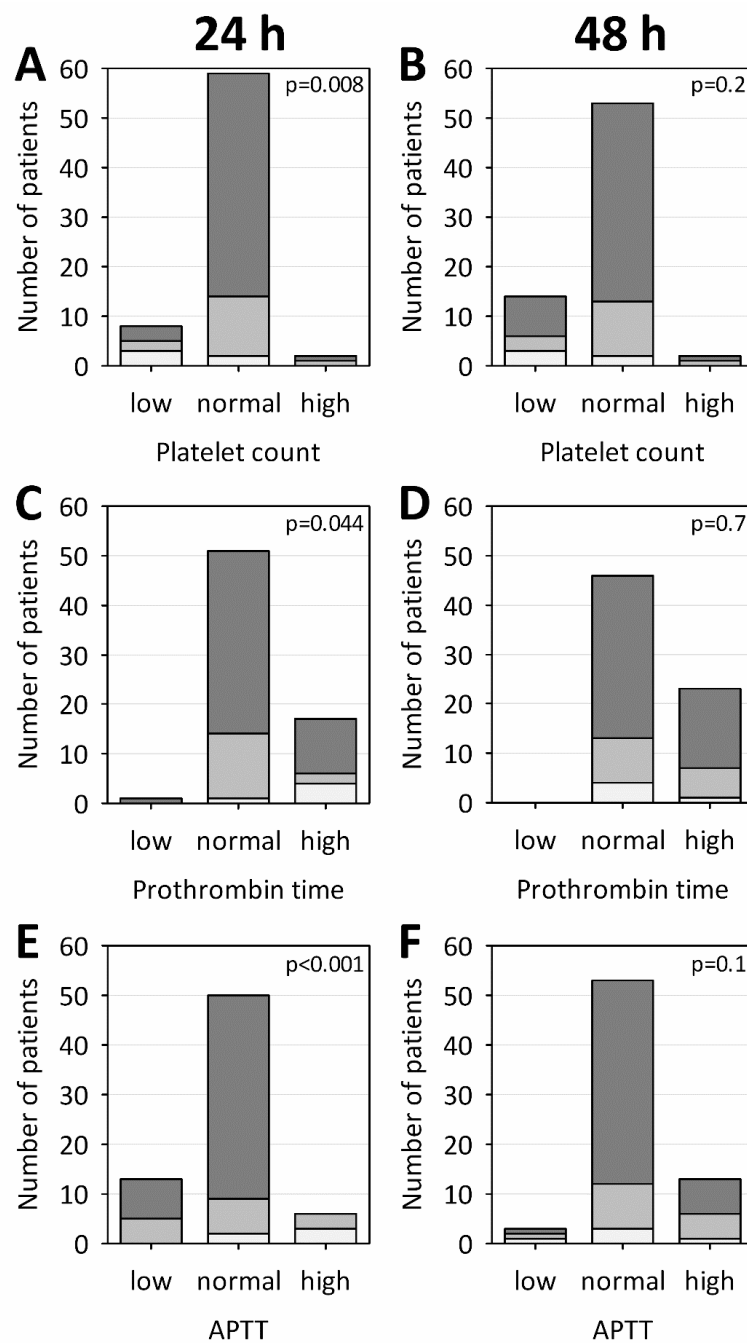 24 h
48 h
A
60
50
40
30
20
10
0
Number of patients
p=0.008
low normal high
Platelet count
B
60
50
40
30
20
10
0
Number of patients
p=0.2
low normal high
Platelet count
C
60
50
40
30
20
10
0
Number of patients
p=0.044
low normal high
Prothrombin time
D
60
50
40
30
20
10
0
Number of patients
p=0.7
low normal high
Prothrombin time
E
60
50
40
30
20
10
0
Number of patients
p<0.001
low normal high
APTT
F
60
50
40
30
20
10
0
Number of patients
p=0.1
low normal high
APTT